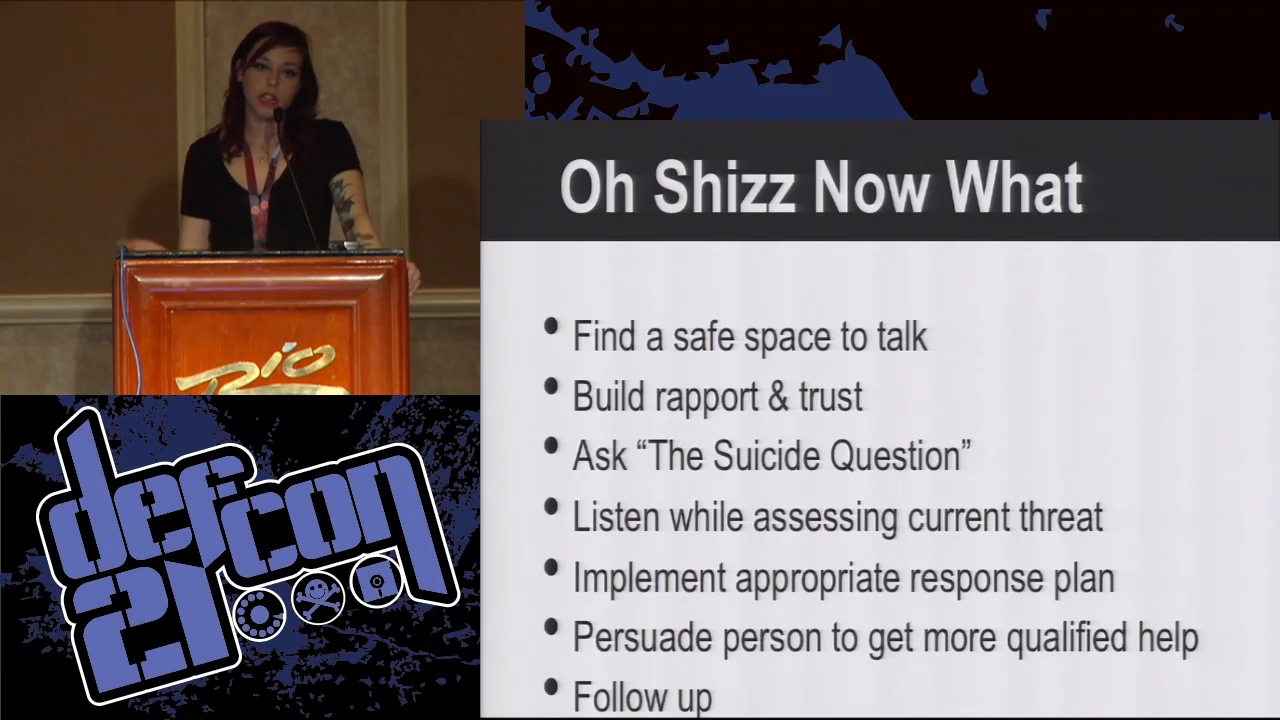 Oh Shizz Now What
• Find a safe space to talk
• Build rapport & trust
• Ask “The Suicide Question”
• Listen while assessing current threat
• Implement appropriate response plan
• Persuade person to get more qualified help
• Follow up
Rio
defcon
21